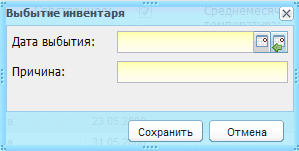 Выбытие инвентаря
Дата выбытия:
Причина:
Сохранить Отмена